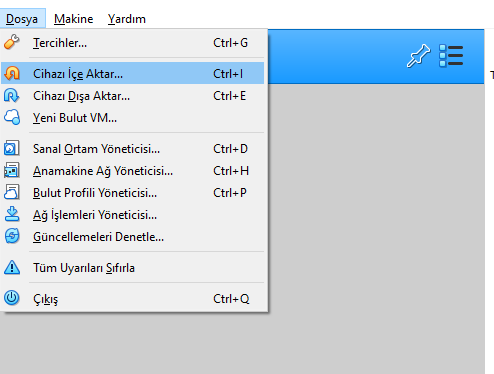 Dosya Makine Yardım
Tercihler... Ctrl+G
Cihazı İçe Aktar... Ctrl+I
Cihazı Dışa Aktar... Ctrl+E
Yeni Bulut VM...
Sanal Ortam Yöneticisi... Ctrl+D
Anamakine Ağ Yöneticisi... Ctrl+H
Bulut Profili Yöneticisi... Ctrl+P
Ağ İşlemleri Yöneticisi...
Güncellemeleri Denetle...
Tüm Uyarıları Sıfırla
Çıkış Ctrl+Q